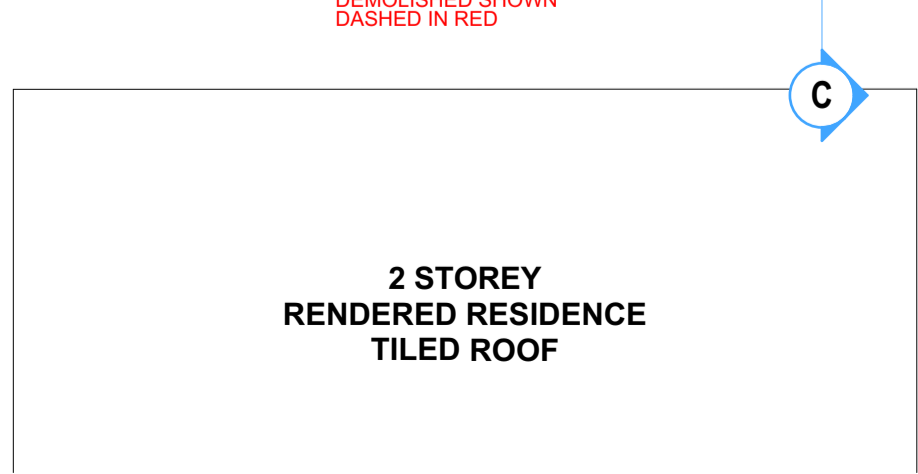 DEMOLISHED SHOWN
DASHED IN RED
C
2 STOREY
RENDERED RESIDENCE
TILED ROOF